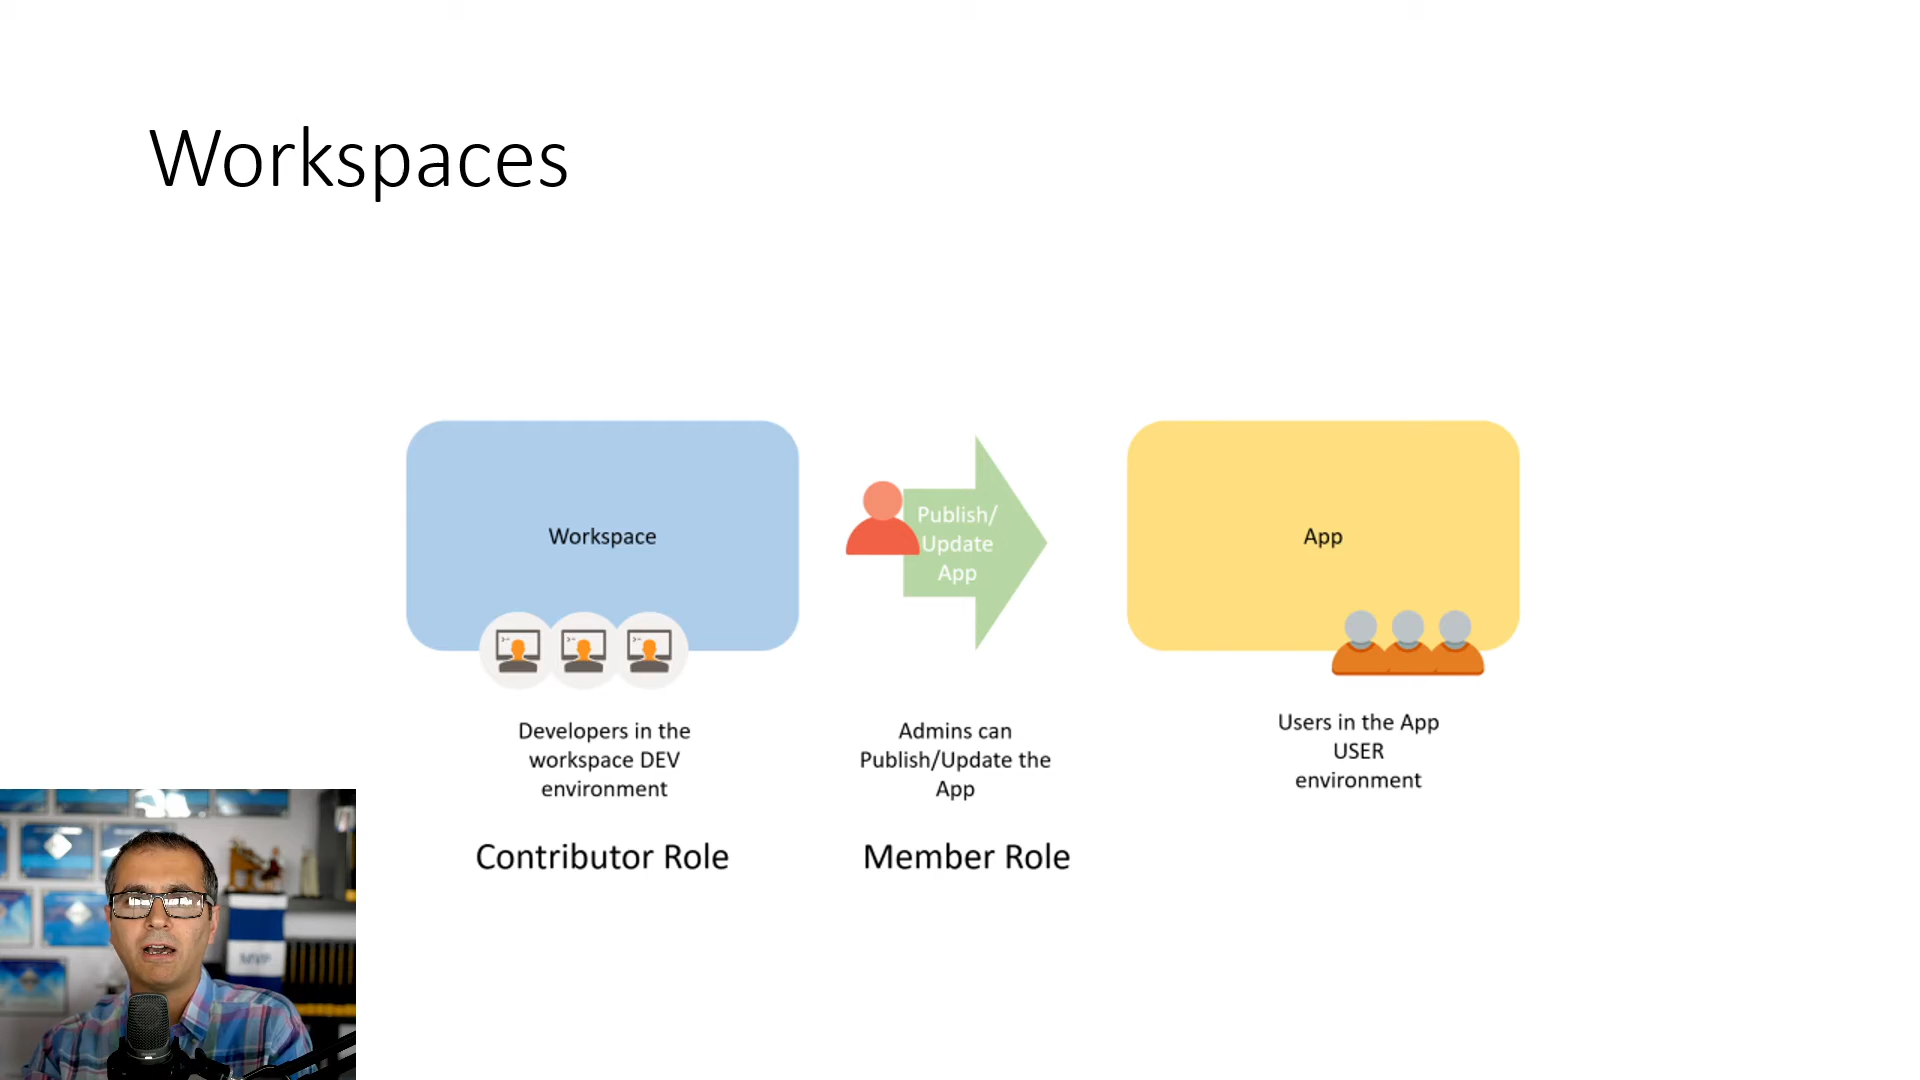 Workspaces
Workspace
Publish/
Update
App
App
Developers in the
workspace DEV
environment
Admins can
Publish/Update the
App
Users in the App
USER
environment
Contributor Role
Member Role
MVP